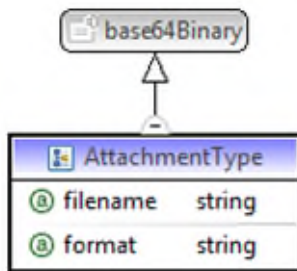 base64Binary
AttachmentType
filename string
format string